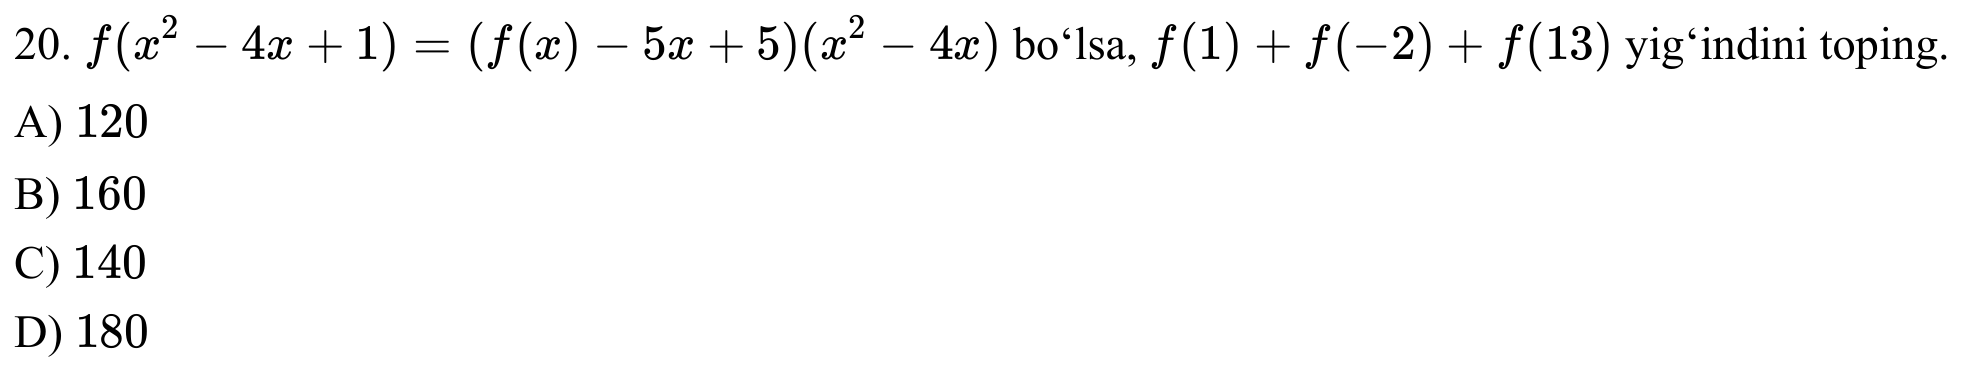 20. f(x² − 4x + 1) = (f(x) − 5x + 5)(x² − 4x) bo‘lsa, f(1) + f(−2) + f(13) yig‘indini toping.
A) 120
B) 160
C) 140
D) 180